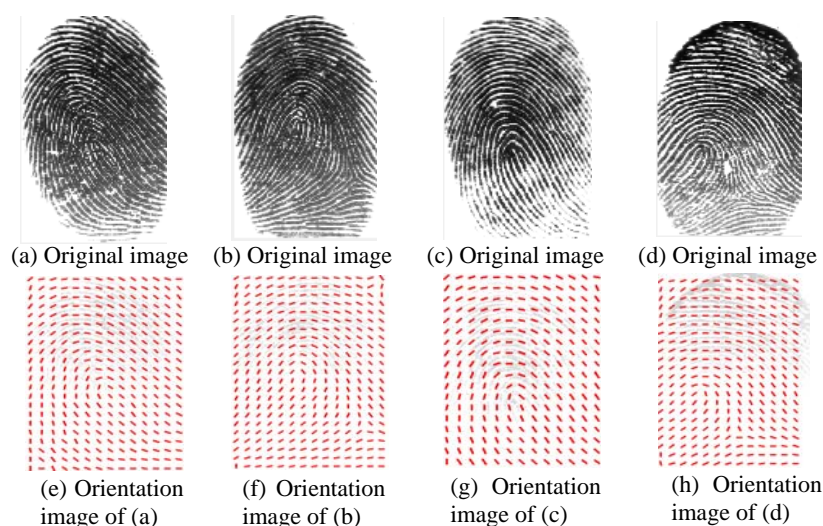 (a) Original image
(b) Original image
(c) Original image
(d) Original image
(e) Orientation
image of (a)
(f) Orientation
image of (b)
(g) Orientation
image of (c)
(h) Orientation
image of (d)